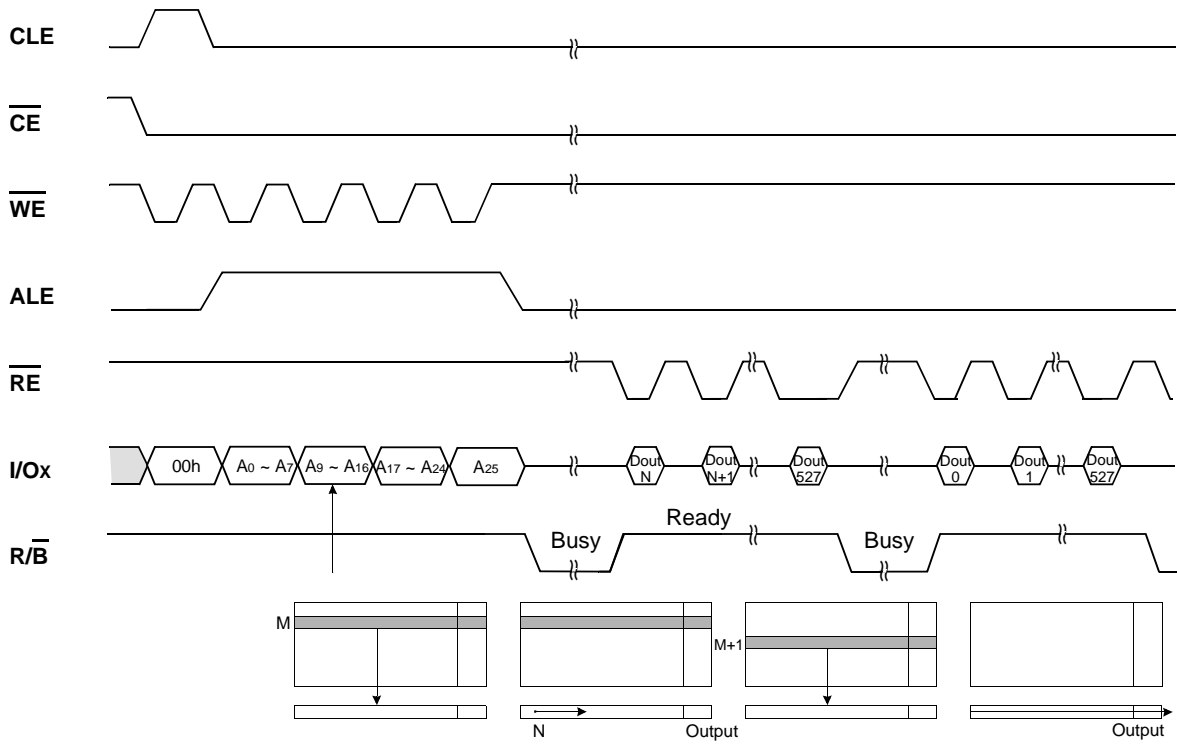 CLE
CE
WE
ALE
RE
I/Ox 00h A0 ~ A7 A9 ~ A16 A17 ~ A24 A25 Dout N Dout N+1 Dout 527 Dout 0 Dout 1 Dout 527
R/B Busy Ready Busy
M M+1
N Output Output